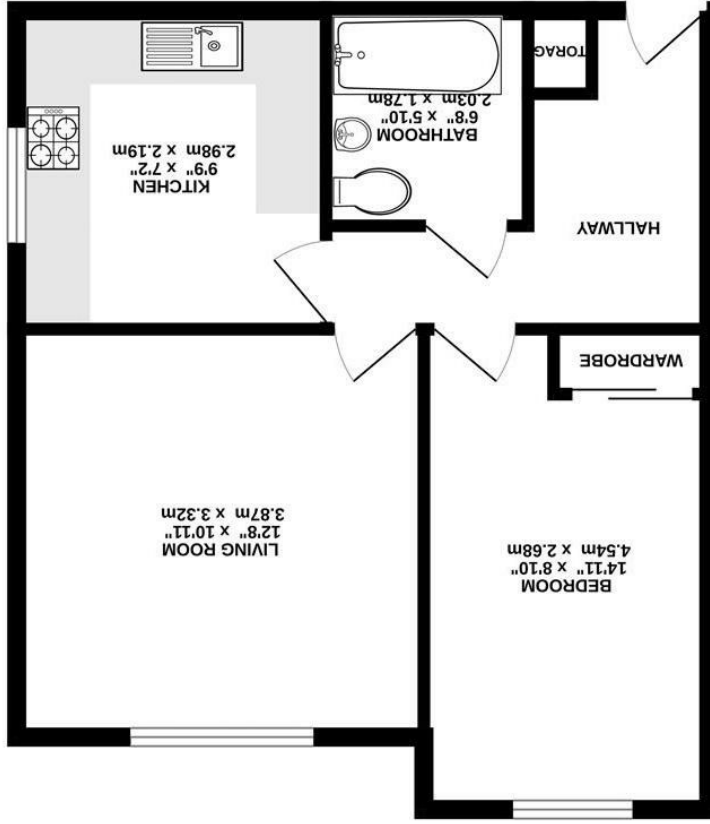 BEDROOM
14'11" x 8'10"
4.54m x 2.68m
LIVING ROOM
12'8" x 10'11"
3.87m x 3.32m
WARDROBE
HALLWAY
KITCHEN
9'9" x 7'2"
2.98m x 2.19m
BATHROOM
6'8" x 5'10"
2.03m x 1.78m
TORAG